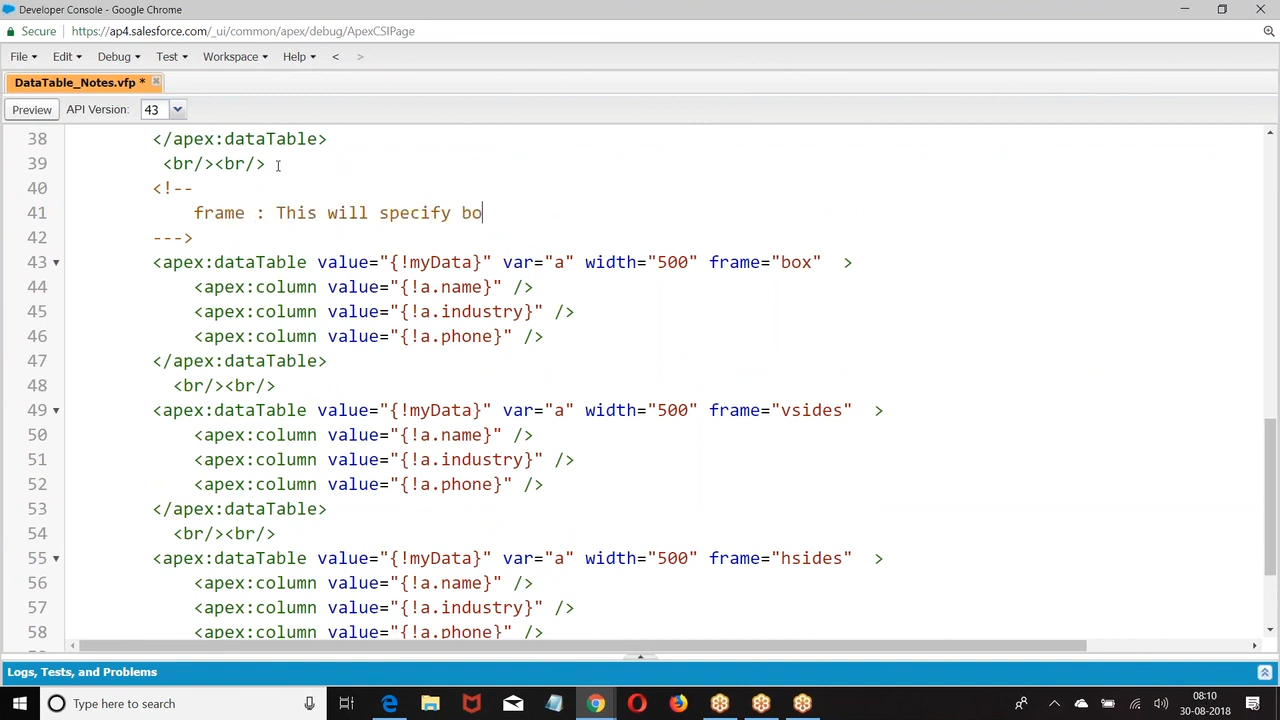 Developer Console - Google Chrome
Secure https://ap4.salesforce.com/_ui/common/apex/debug/ApexCSIPage
File Edit Debug Test Workspace Help < >
DataTable_Notes.vfp *
Preview API Version: 43
38 </apex:dataTable>
39 <br/><br/>
40 <!--
41 frame : This will specify bo
42 --->
43 <apex:dataTable value="{!myData}" var="a" width="500" frame="box" >
44 <apex:column value="{!a.name}" />
45 <apex:column value="{!a.industry}" />
46 <apex:column value="{!a.phone}" />
47 </apex:dataTable>
48 <br/><br/>
49 <apex:dataTable value="{!myData}" var="a" width="500" frame="vsides" >
50 <apex:column value="{!a.name}" />
51 <apex:column value="{!a.industry}" />
52 <apex:column value="{!a.phone}" />
53 </apex:dataTable>
54 <br/><br/>
55 <apex:dataTable value="{!myData}" var="a" width="500" frame="hsides" >
56 <apex:column value="{!a.name}" />
57 <apex:column value="{!a.industry}" />
58 <apex:column value="{!a.phone}" />
Logs, Tests, and Problems
Type here to search
08:10
30-08-2018